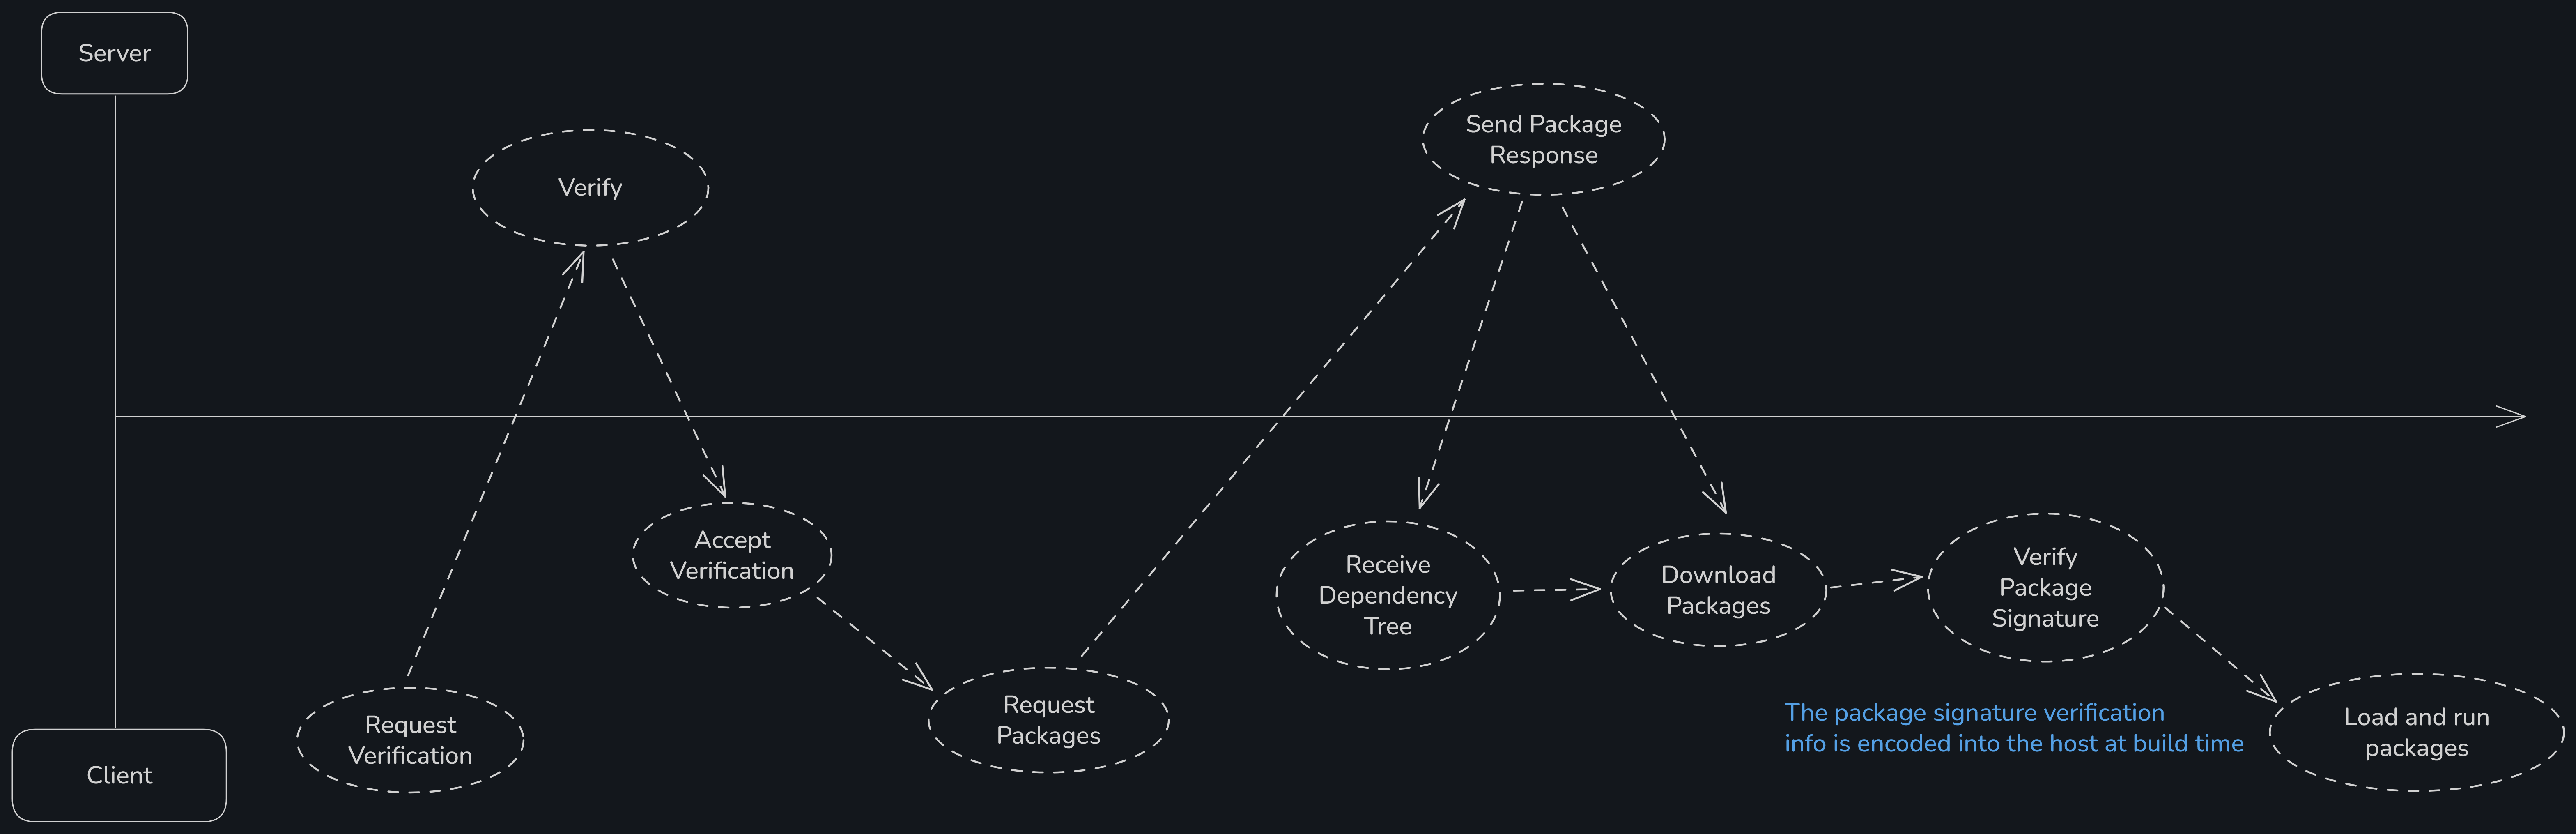 Server
Verify
Send Package
Response
Accept
Verification
Receive
Dependency
Tree
Download
Packages
Verify
Package
Signature
Request
Verification
Request
Packages
The package signature verification
info is encoded into the host at build time
Load and run
packages
Client